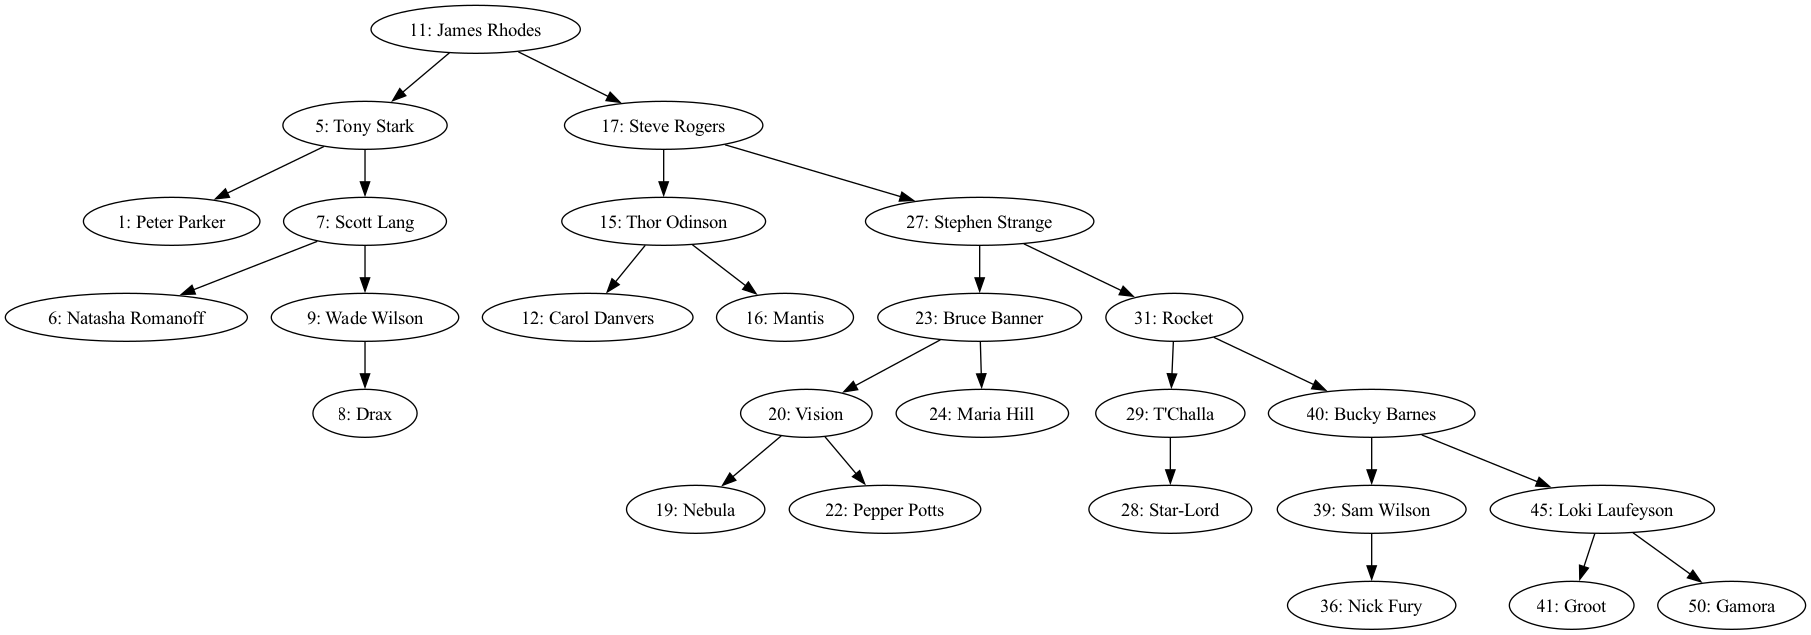 11: James Rhodes
5: Tony Stark
17: Steve Rogers
1: Peter Parker
7: Scott Lang
15: Thor Odinson
27: Stephen Strange
6: Natasha Romanoff
9: Wade Wilson
12: Carol Danvers
16: Mantis
23: Bruce Banner
31: Rocket
8: Drax
20: Vision
24: Maria Hill
29: T'Challa
40: Bucky Barnes
19: Nebula
22: Pepper Potts
28: Star-Lord
39: Sam Wilson
45: Loki Laufeyson
36: Nick Fury
41: Groot
50: Gamora